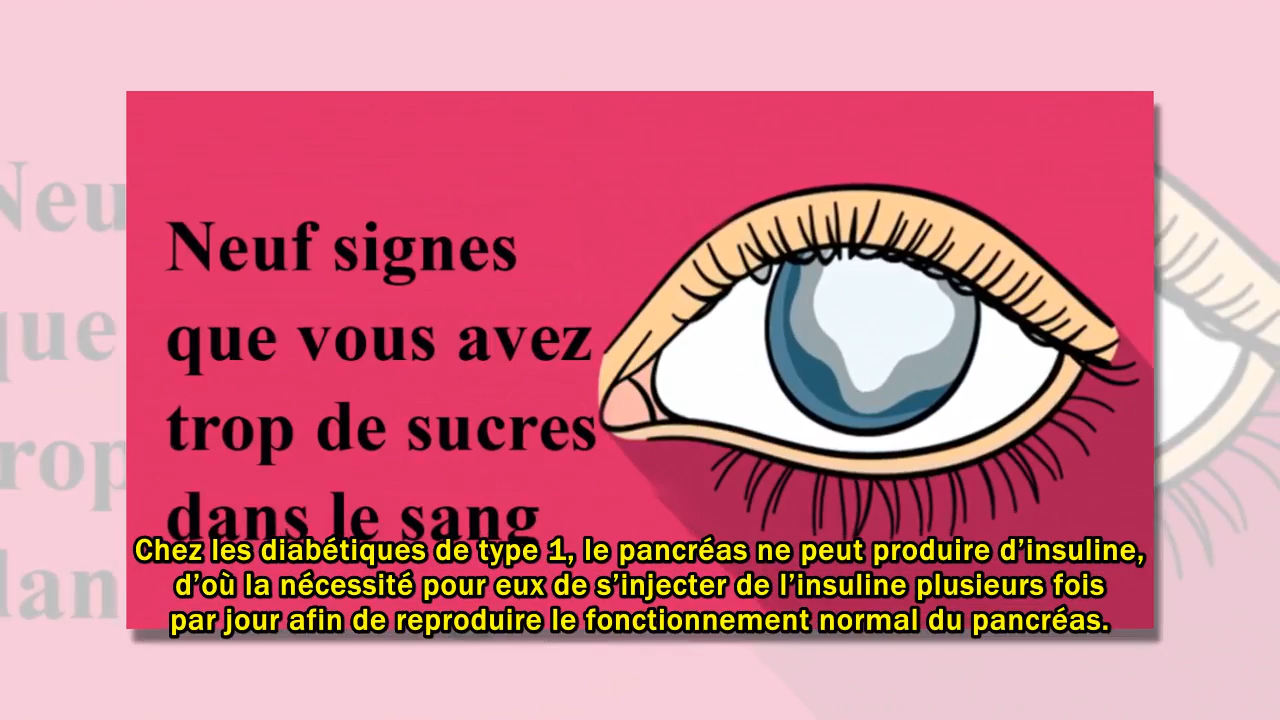 Neuf signes
que vous avez
trop de sucres
dans le sang
Chez les diabétiques de type 1, le pancréas ne peut produire d’insuline,
d’où la nécessité pour eux de s’injecter de l’insuline plusieurs fois
par jour afin de reproduire le fonctionnement normal du pancréas.